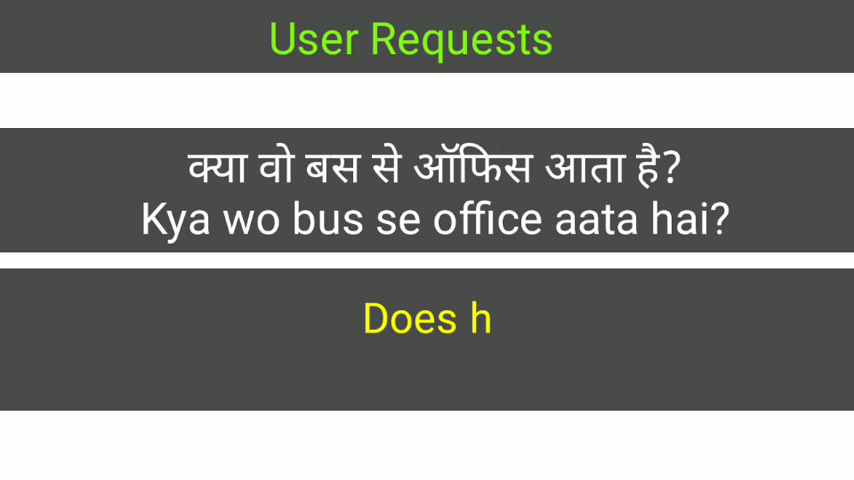 User Requests
क्या वो बस से ऑफिस आता है?
Kya wo bus se office aata hai?
Does h